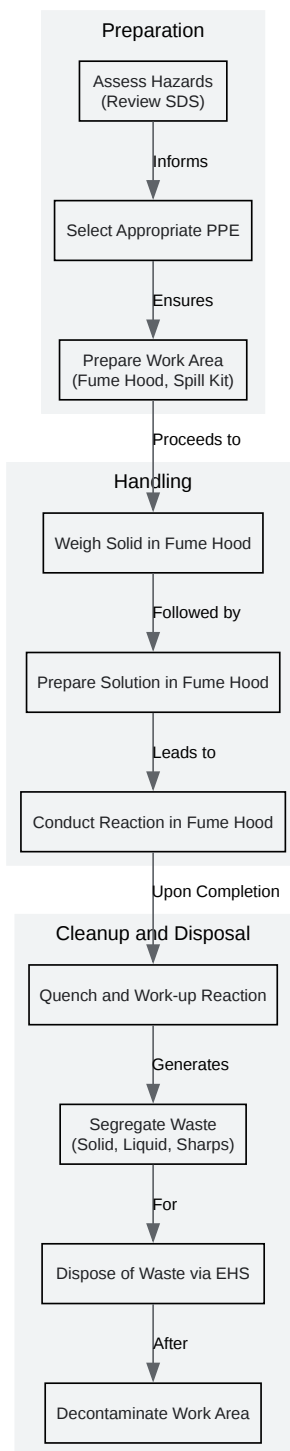 Preparation
Assess Hazards
(Review SDS)
Informs
Select Appropriate PPE
Ensures
Prepare Work Area
(Fume Hood, Spill Kit)
Proceeds to
Handling
Weigh Solid in Fume Hood
Followed by
Prepare Solution in Fume Hood
Leads to
Conduct Reaction in Fume Hood
Upon Completion
Cleanup and Disposal
Quench and Work-up Reaction
Generates
Segregate Waste
(Solid, Liquid, Sharps)
For
Dispose of Waste via EHS
After
Decontaminate Work Area